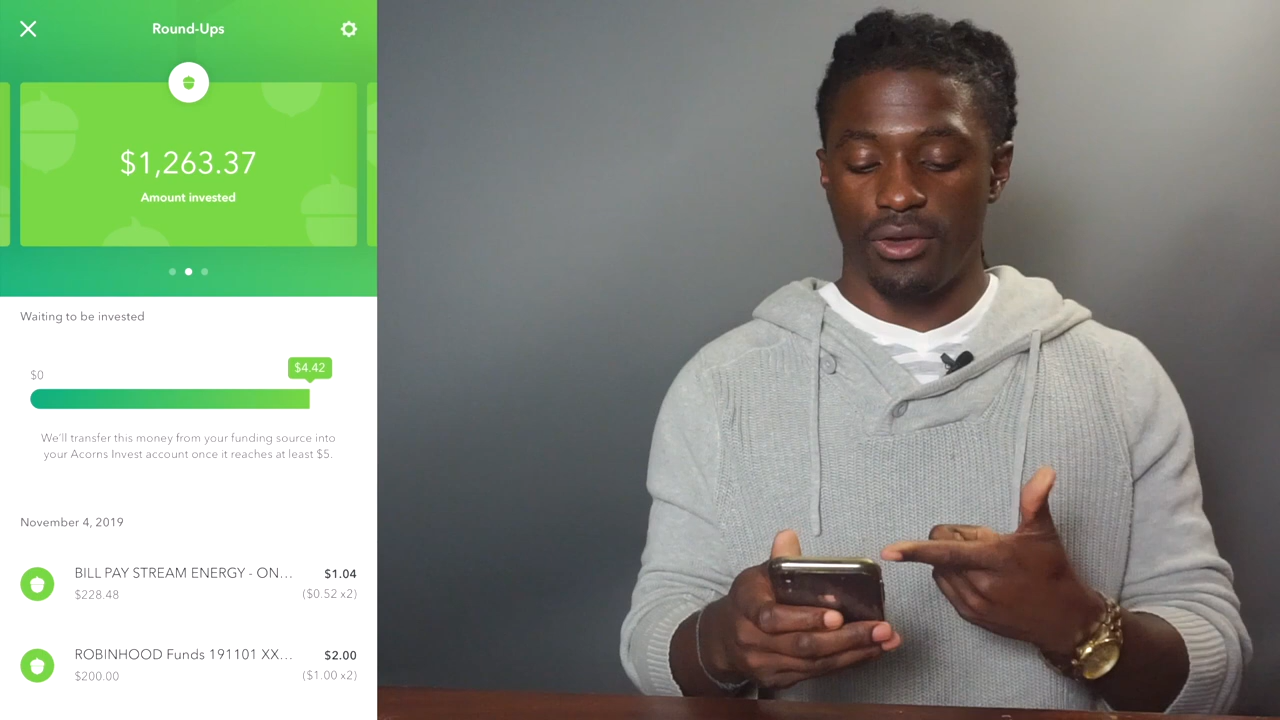 Round-Ups
$1,263.37
Amount invested
Waiting to be invested
$4.42
$0
We'll transfer this money from your funding source into
your Acorns Invest account once it reaches at least $5.
November 4, 2019
BILL PAY STREAM ENERGY - ON... $1.04
$228.48 ($0.52 x2)
ROBINHOOD Funds 191101 XX... $2.00
$200.00 ($1.00 x2)